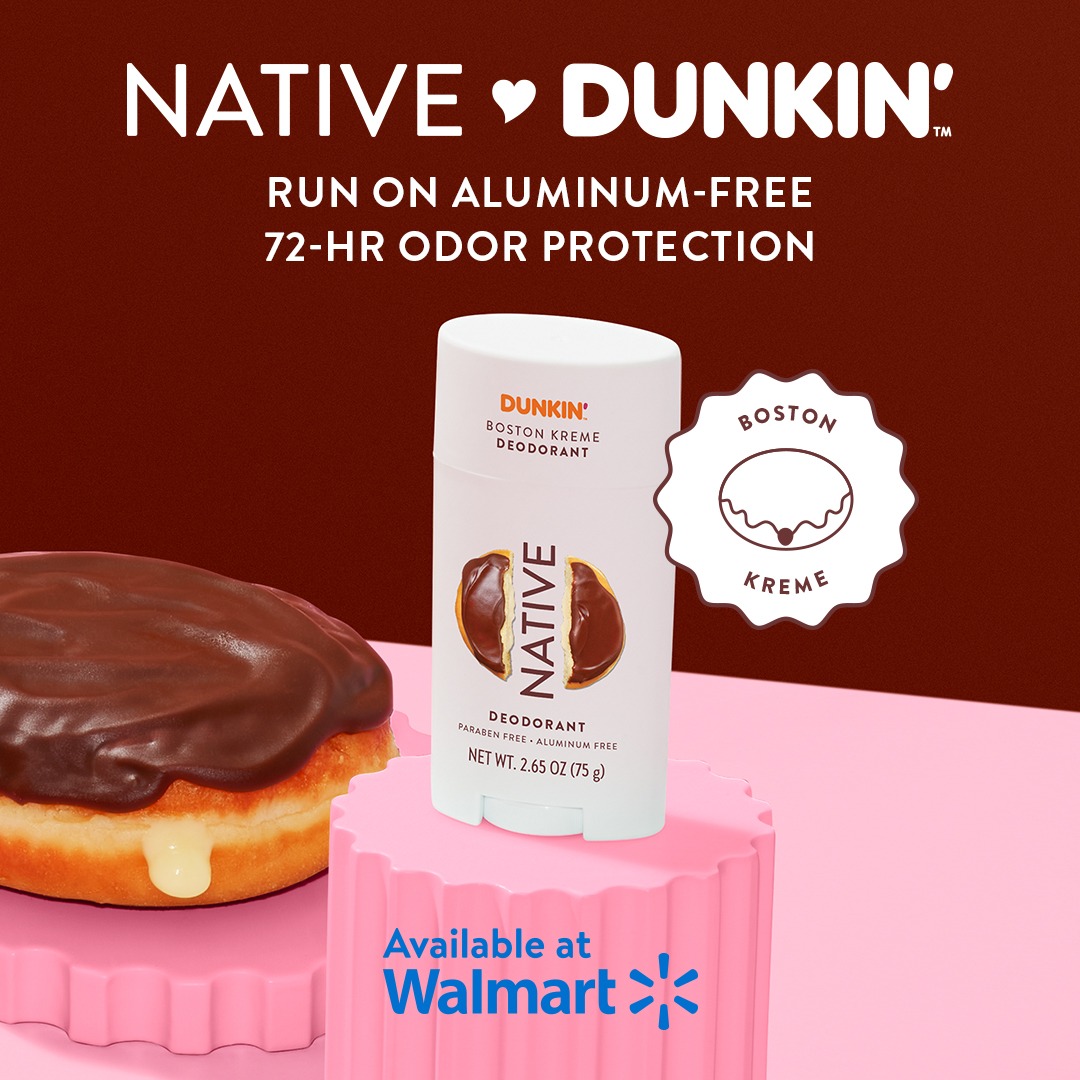 NATIVE ♥ DUNKIN'™
RUN ON ALUMINUM-FREE
72-HR ODOR PROTECTION
DUNKIN'
BOSTON KREME
DEODORANT
NATIVE
DEODORANT
PARABEN FREE • ALUMINUM FREE
NET WT. 2.65 OZ (75 g)
BOSTON
KREME
Available at
Walmart